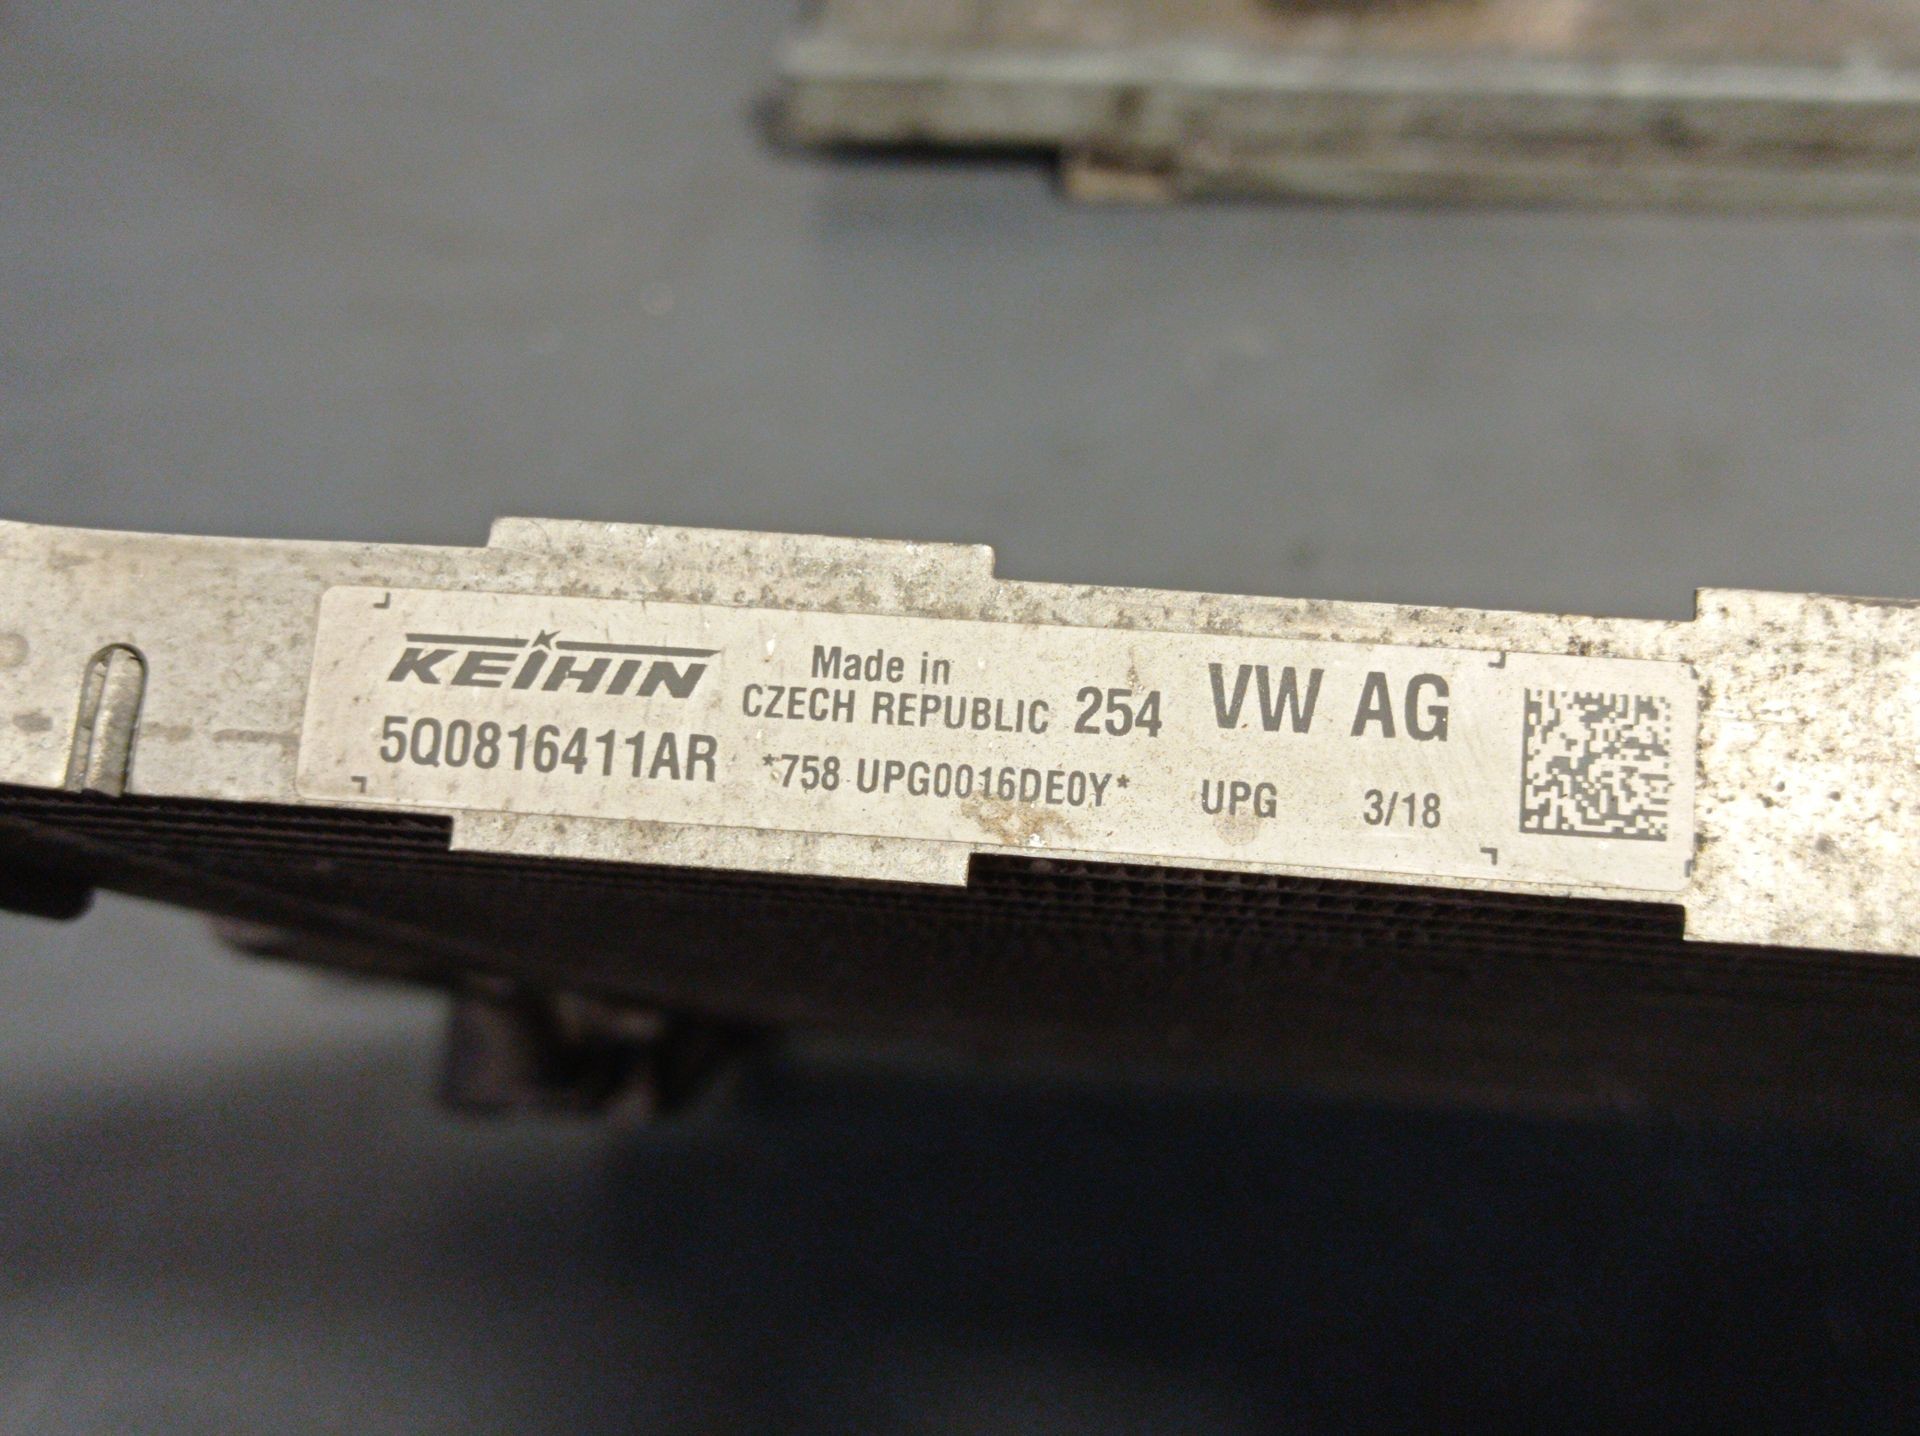 KEIHIN
Made in
CZECH REPUBLIC 254 VW AG
5Q0816411AR *758 UPG0016DE0Y* UPG 3/18